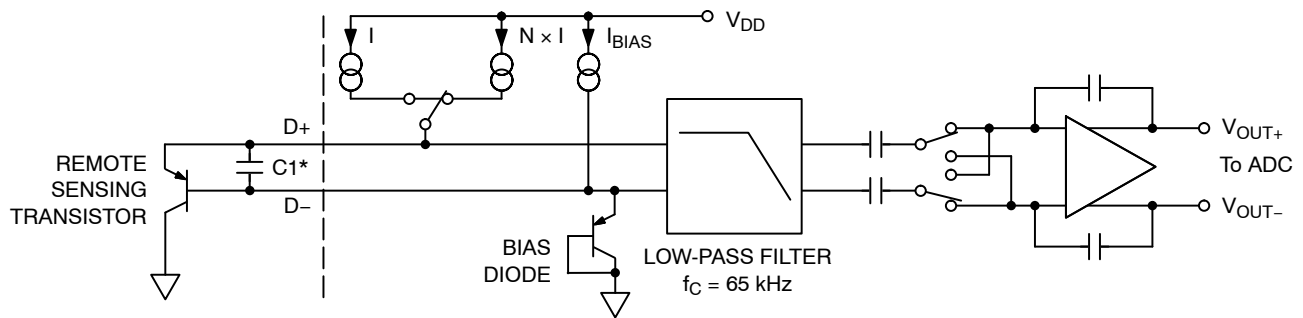 I
N × I
I_BIAS
V_DD
D+
C1*
D−
REMOTE
SENSING
TRANSISTOR
BIAS
DIODE
LOW-PASS FILTER
f_C = 65 kHz
V_OUT+
To ADC
V_OUT−